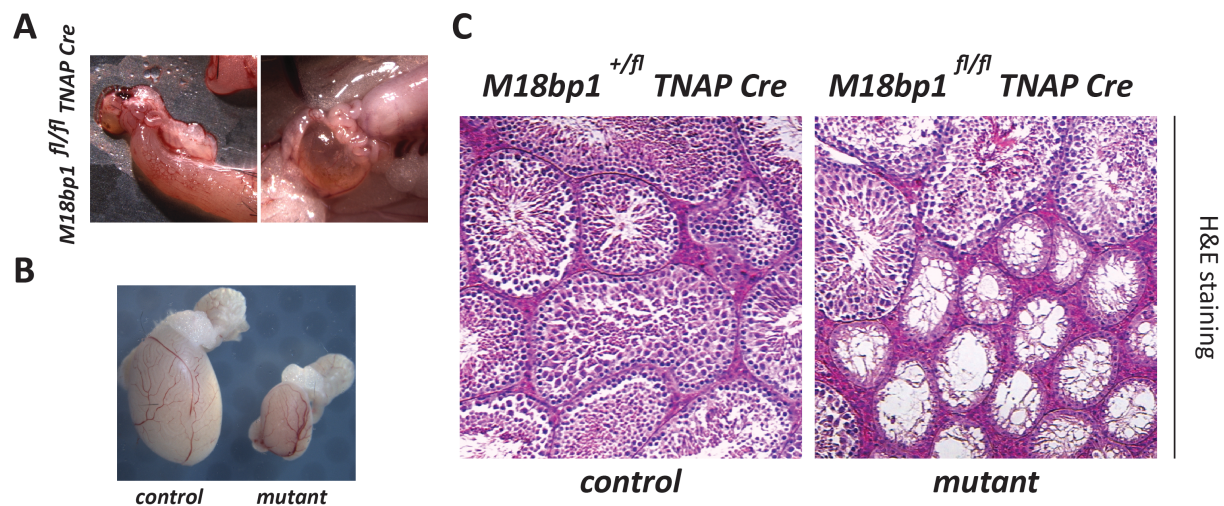 A
M18bp1 fl/fl TNAP Cre
B
control mutant
C
M18bp1 +/fl TNAP Cre
M18bp1 fl/fl TNAP Cre
H&E staining
control
mutant